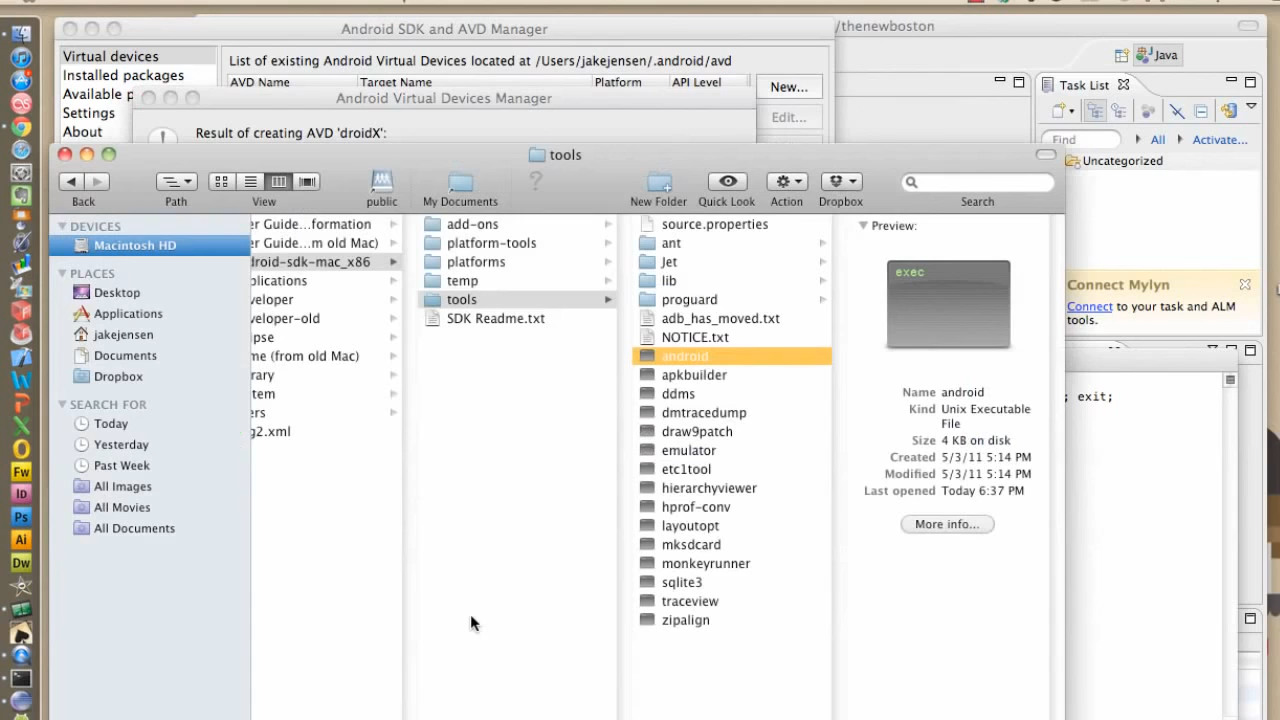 Android SDK and AVD Manager
/thenewboston
Virtual devices
Installed packages
Available p
Settings
About
List of existing Android Virtual Devices located at /Users/jakejensen/.android/avd
AVD Name Target Name Platform API Level
New...
Edit...
Java
Task List
Find All Activate...
Uncategorized
Android Virtual Devices Manager
Result of creating AVD 'droidX':
tools
Back Path View public My Documents New Folder Quick Look Action Dropbox Search
DEVICES
Macintosh HD
PLACES
Desktop
Applications
jakejensen
Documents
Dropbox
SEARCH FOR
Today
Yesterday
Past Week
All Images
All Movies
All Documents
er Guide...formation
er Guide...m old Mac)
droid-sdk-mac_x86
plications
veloper
veloper-old
ipse
me (from old Mac)
rary
tem
ers
g2.xml
add-ons
platform-tools
platforms
temp
tools
SDK Readme.txt
source.properties
ant
Jet
lib
proguard
adb_has_moved.txt
NOTICE.txt
android
apkbuilder
ddms
dmtracedump
draw9patch
emulator
etc1tool
hierarchyviewer
hprof-conv
layoutopt
mksdcard
monkeyrunner
sqlite3
traceview
zipalign
Preview:
exec
Name android
Kind Unix Executable
File
Size 4 KB on disk
Created 5/3/11 5:14 PM
Modified 5/3/11 5:14 PM
Last opened Today 6:37 PM
More info...
Connect Mylyn
Connect to your task and ALM
tools.
; exit;
Fw
ID
Ps
Ai
Dw